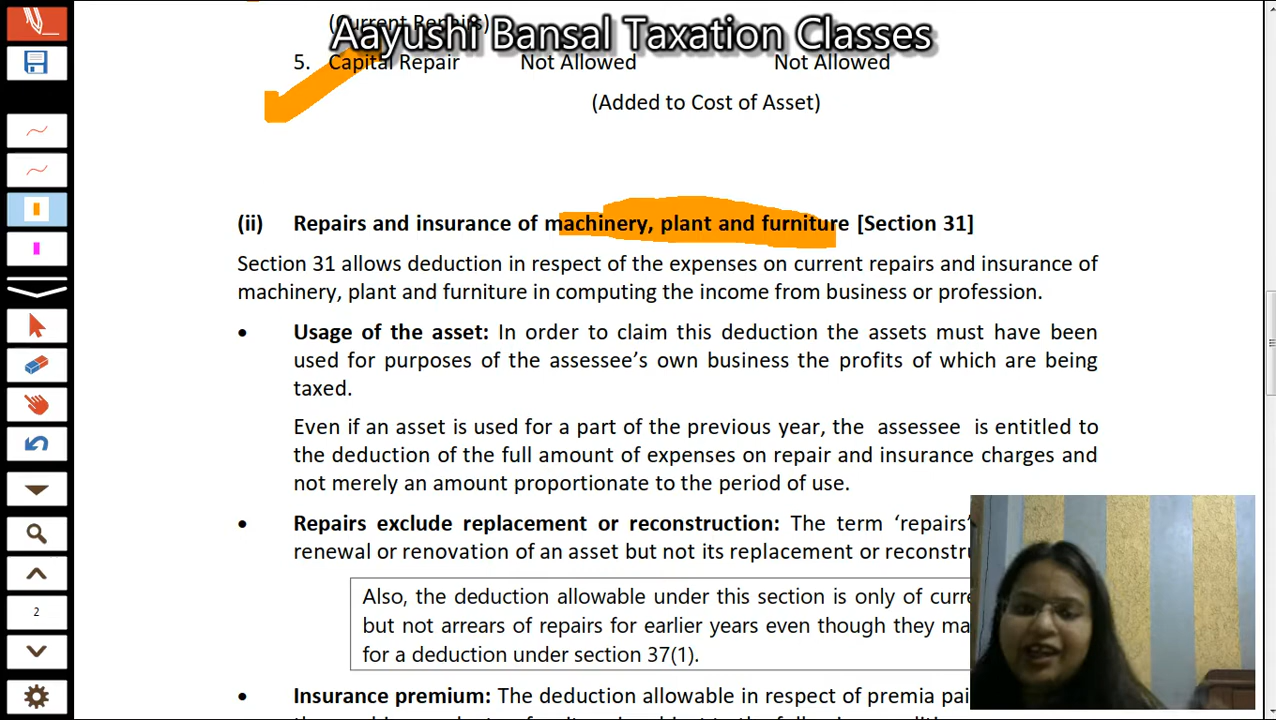 (Current Repairs)
Aayushi Bansal Taxation Classes
5. Capital Repair Not Allowed Not Allowed
(Added to Cost of Asset)
(ii) Repairs and insurance of machinery, plant and furniture [Section 31]
Section 31 allows deduction in respect of the expenses on current repairs and insurance of
machinery, plant and furniture in computing the income from business or profession.
• Usage of the asset: In order to claim this deduction the assets must have been
used for purposes of the assessee’s own business the profits of which are being
taxed.
Even if an asset is used for a part of the previous year, the assessee is entitled to
the deduction of the full amount of expenses on repair and insurance charges and
not merely an amount proportionate to the period of use.
• Repairs exclude replacement or reconstruction: The term ‘repairs’
renewal or renovation of an asset but not its replacement or
Also, the deduction allowable under this section is only of
but not arrears of repairs for earlier years even though they
for a deduction under section 37(1).
• Insurance premium: The deduction allowable in respect of premia
2